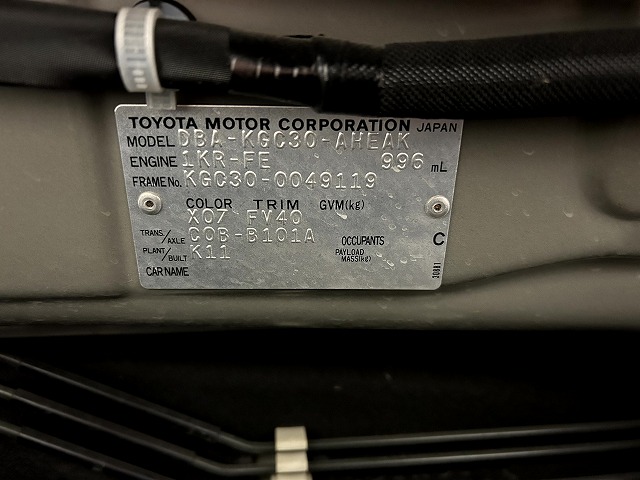 TOYOTA MOTOR CORPORATION JAPAN
MODEL DBA-KGC30-AHEAK
ENGINE 1KR-FE 996 mL
FRAME No. KGC30-0049119
COLOR TRIM GVM(kg)
X07 FV40
TRANS./AXLE C0B-B101A OCCUPANTS C
PLANT/BUILT K11 PAYLOAD MASS(kg)
CAR NAME